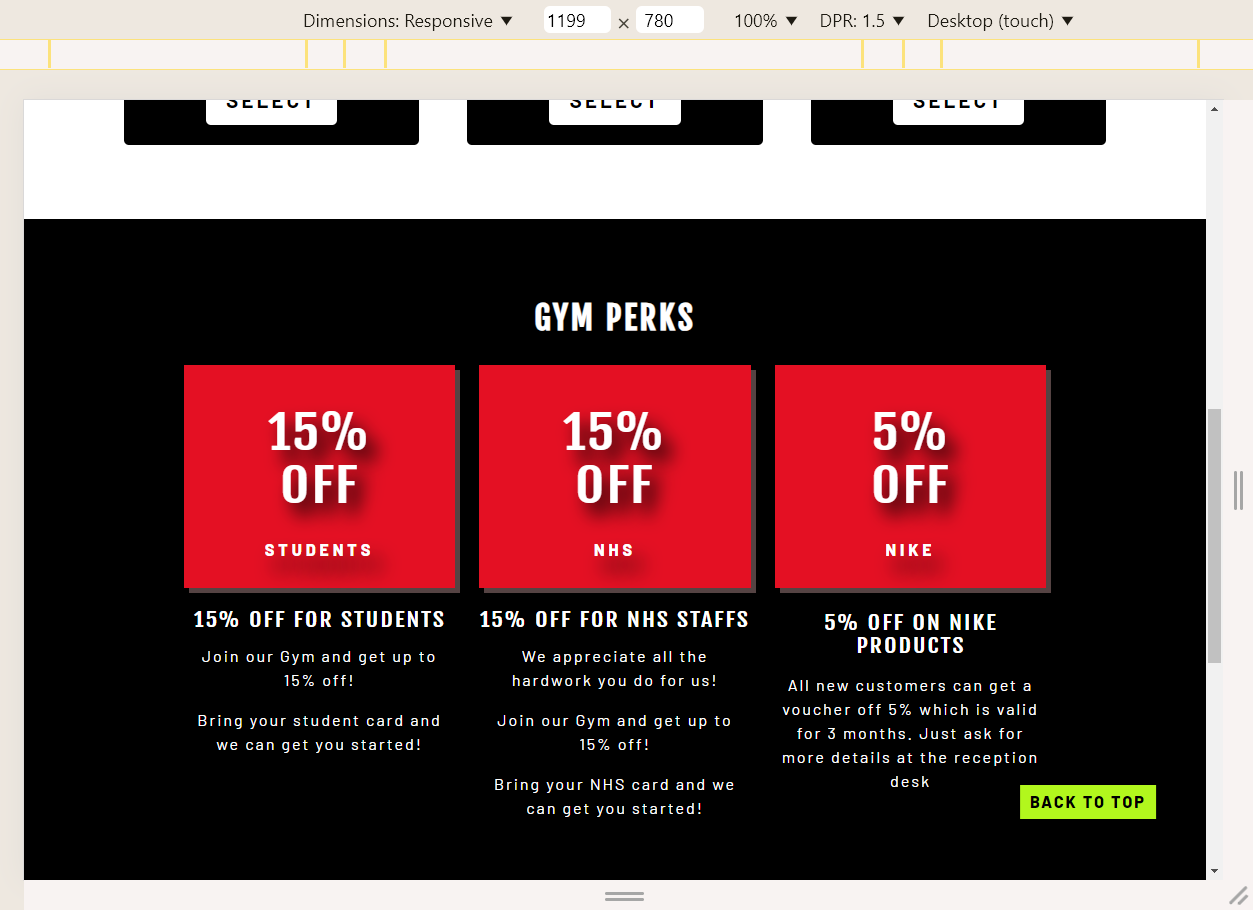 Dimensions: Responsive ▼ 1199 × 780 100% ▼ DPR: 1.5 ▼ Desktop (touch) ▼
SELECT SELECT SELECT
GYM PERKS
15%
OFF
STUDENTS
15% OFF FOR STUDENTS
Join our Gym and get up to
15% off!
Bring your student card and
we can get you started!
15%
OFF
NHS
15% OFF FOR NHS STAFFS
We appreciate all the
hardwork you do for us!
Join our Gym and get up to
15% off!
Bring your NHS card and we
can get you started!
5%
OFF
NIKE
5% OFF ON NIKE
PRODUCTS
All new customers can get a
voucher off 5% which is valid
for 3 months. Just ask for
more details at the reception
desk
BACK TO TOP